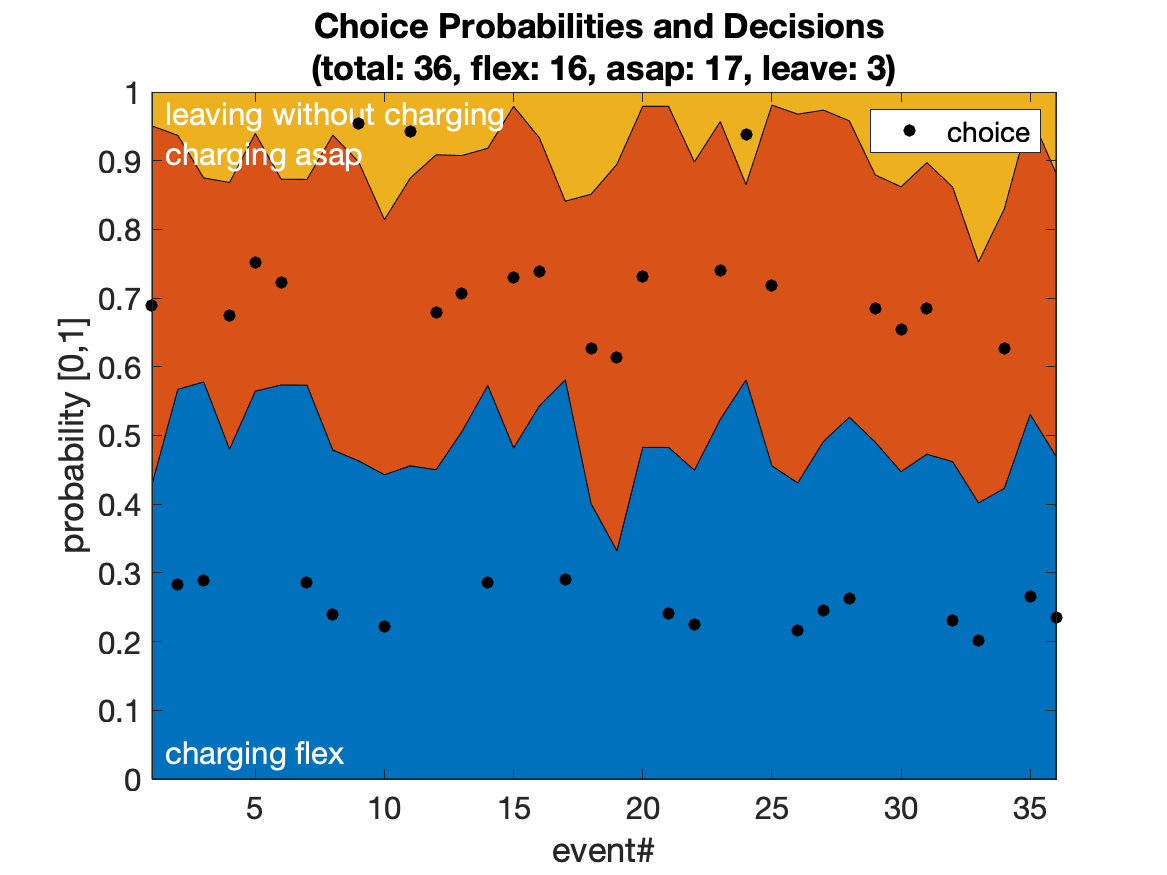 Choice Probabilities and Decisions
(total: 36, flex: 16, asap: 17, leave: 3)
1
0.9
0.8
0.7
0.6
0.5
0.4
0.3
0.2
0.1
0
probability [0,1]
leaving without charging
charging asap
charging flex
choice
5 10 15 20 25 30 35
event#